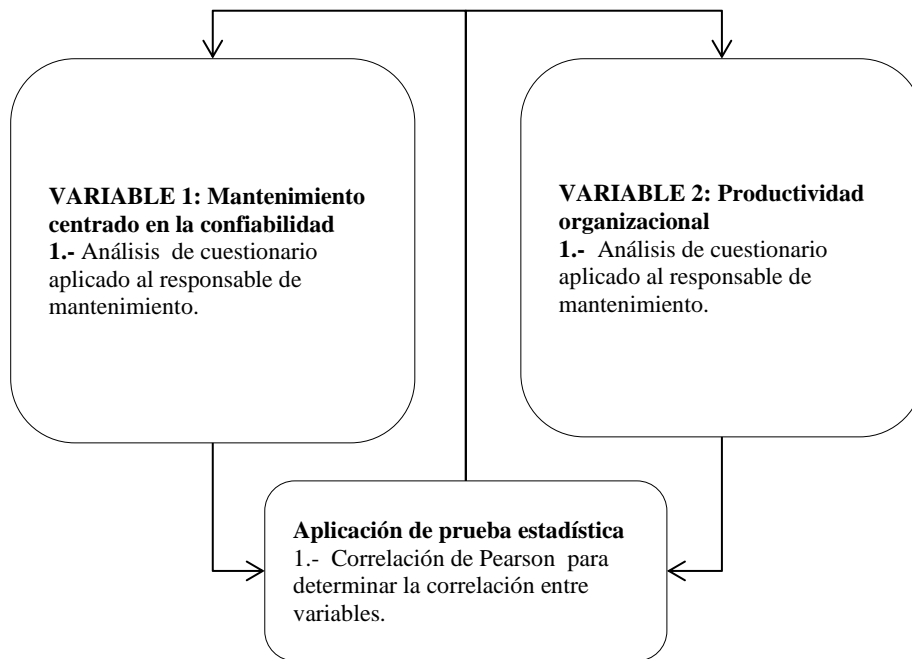 VARIABLE 1: Mantenimiento
centrado en la confiabilidad
1.- Análisis de cuestionario
aplicado al responsable de
mantenimiento.
VARIABLE 2: Productividad
organizacional
1.- Análisis de cuestionario
aplicado al responsable de
mantenimiento.
Aplicación de prueba estadística
1.- Correlación de Pearson para
determinar la correlación entre
variables.